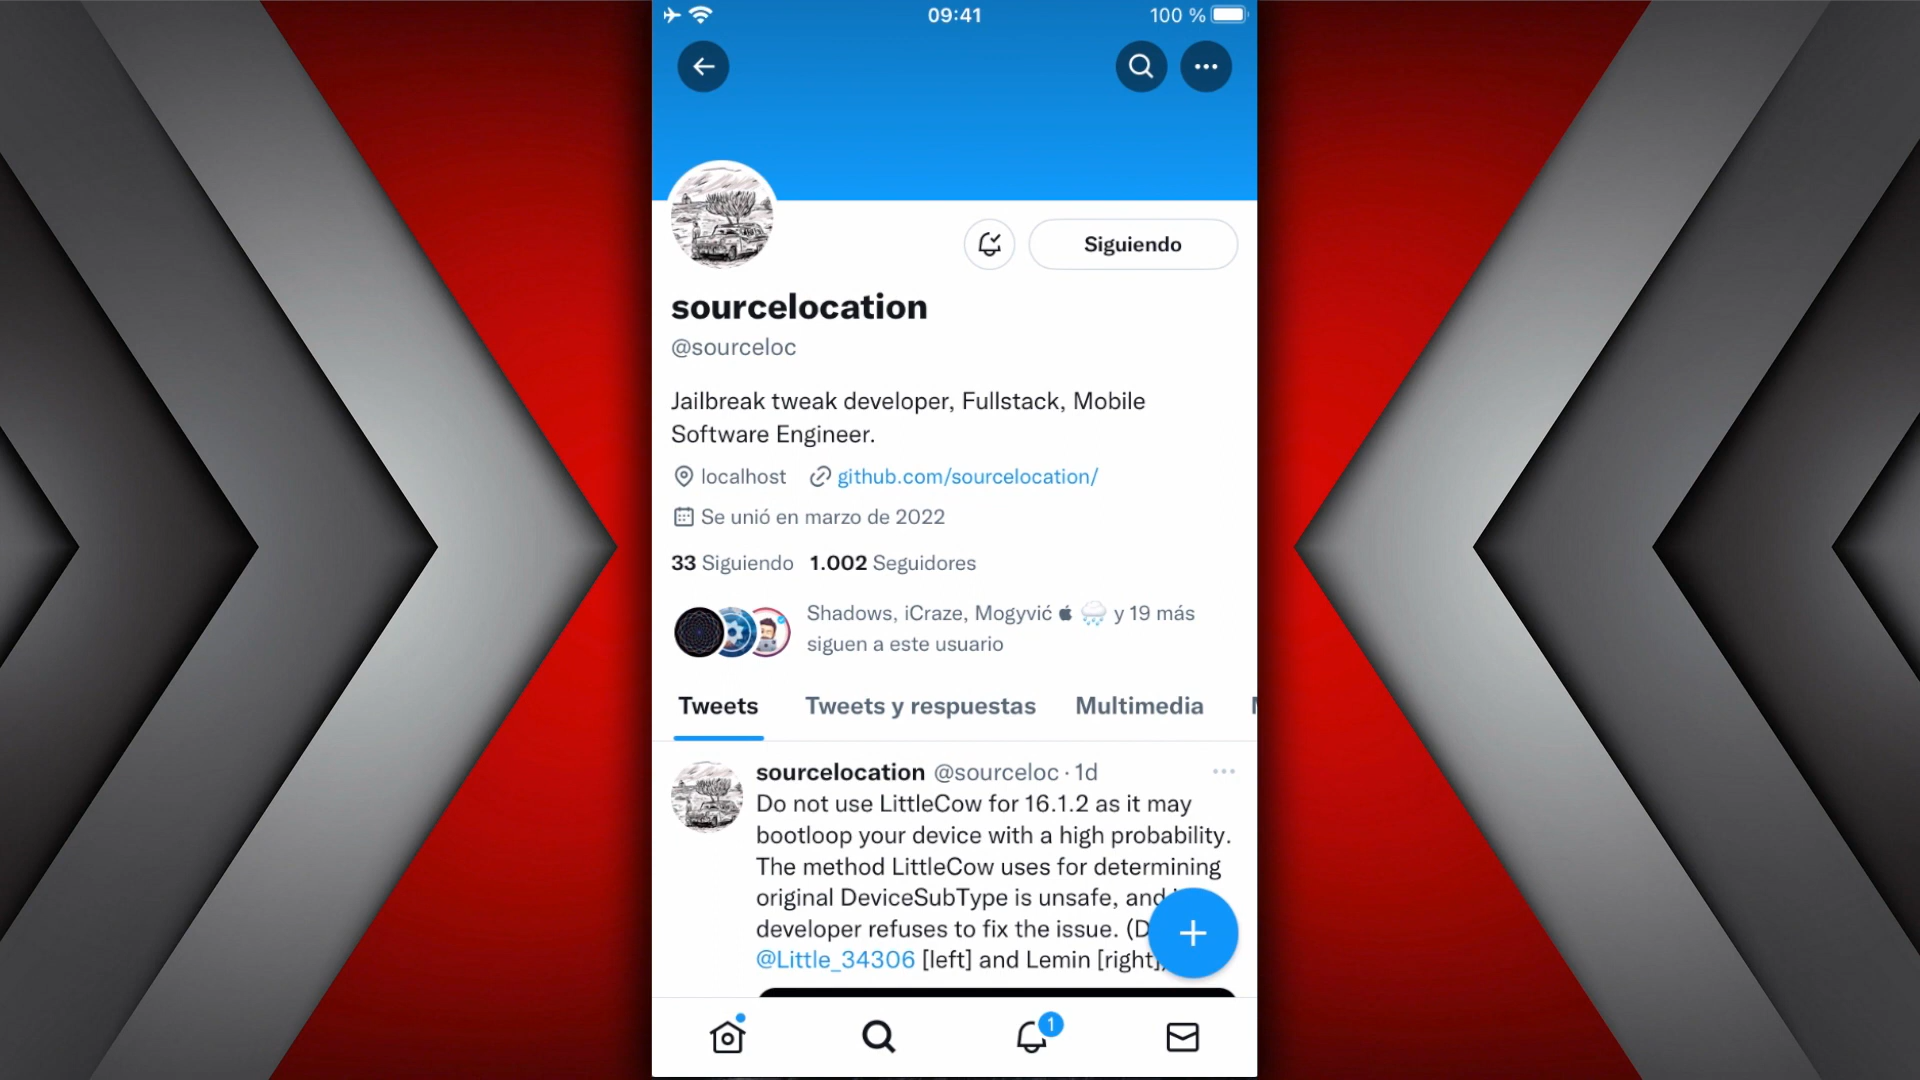 09:41
100 %
Siguiendo
sourcelocation
@sourceloc
Jailbreak tweak developer, Fullstack, Mobile
Software Engineer.
localhost github.com/sourcelocation/
Se unió en marzo de 2022
33 Siguiendo 1.002 Seguidores
Shadows, iCraze, Mogyvić y 19 más
siguen a este usuario
Tweets Tweets y respuestas Multimedia
sourcelocation @sourceloc · 1d
Do not use LittleCow for 16.1.2 as it may
bootloop your device with a high probability.
The method LittleCow uses for determining
original DeviceSubType is unsafe, and
developer refuses to fix the issue. (D
@Little_34306 [left] and Lemin [right]
1